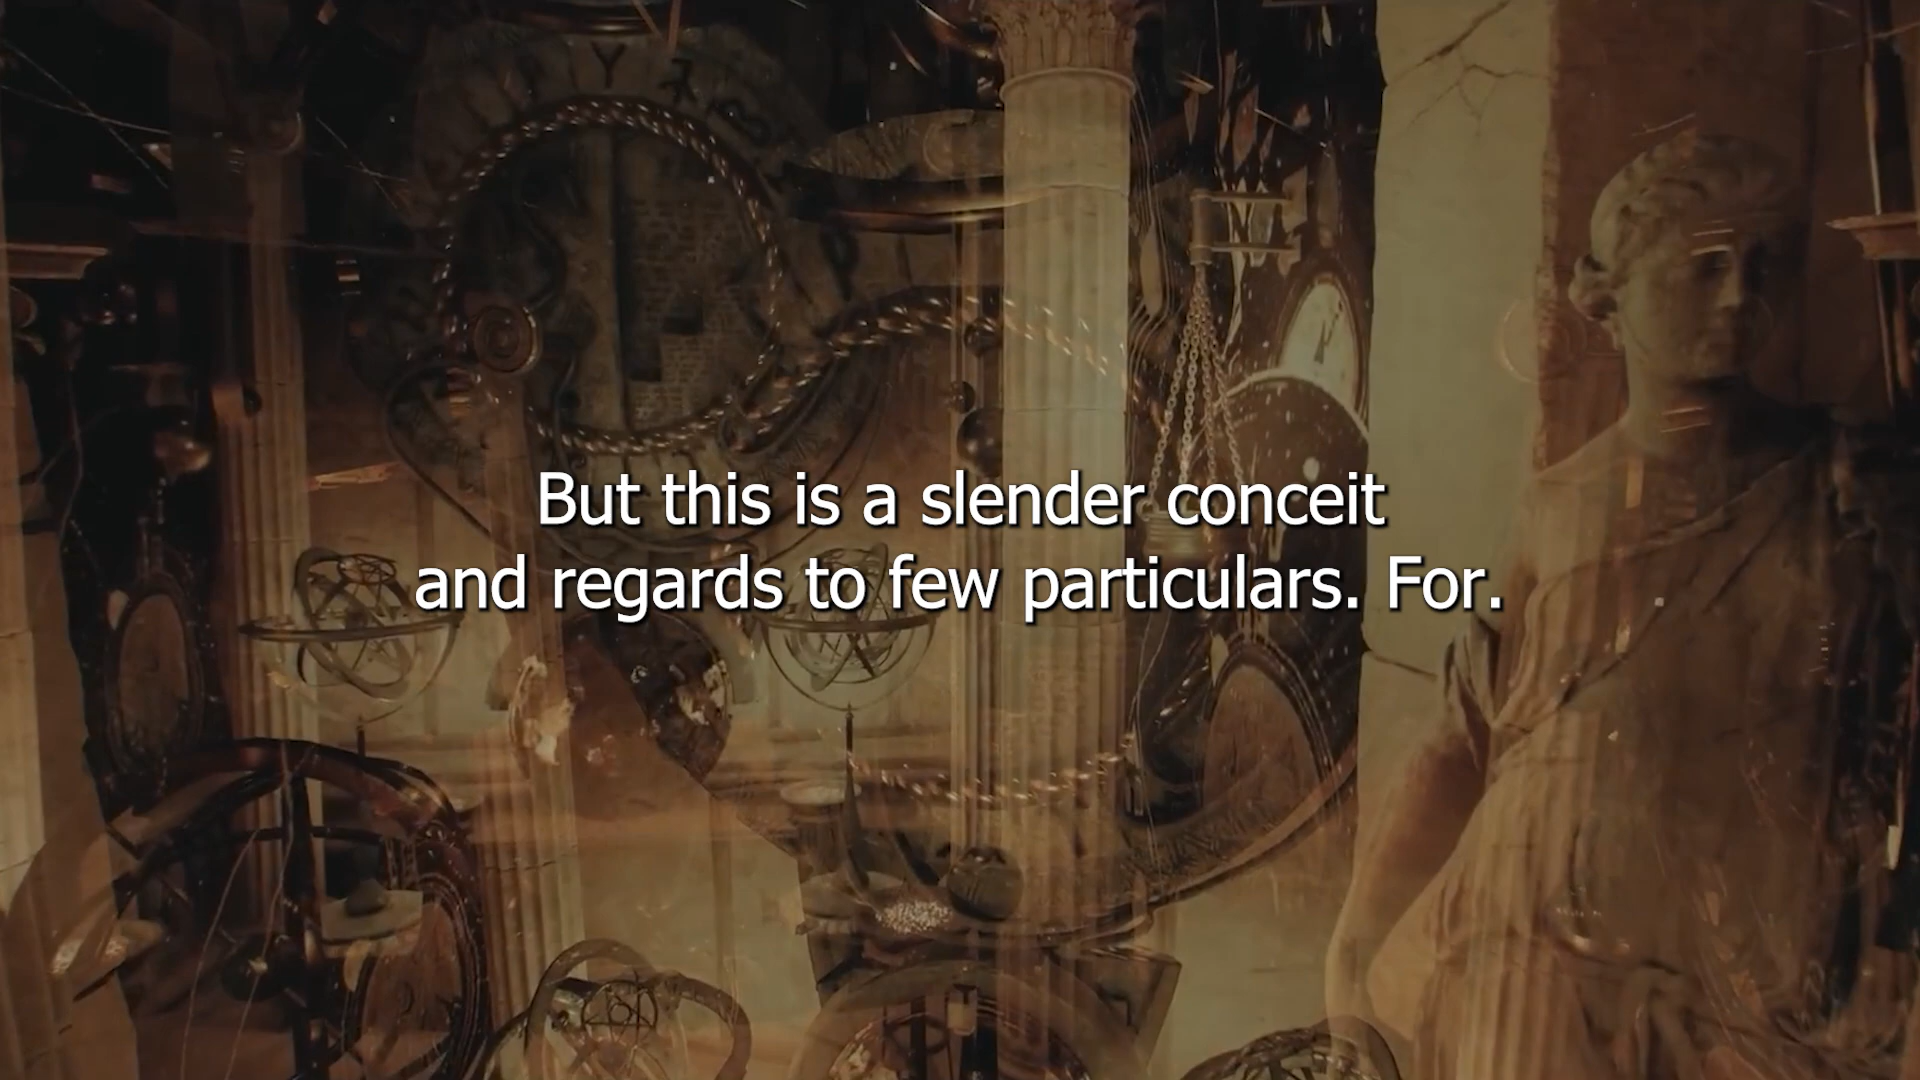 But this is a slender conceit
and regards to few particulars. For.